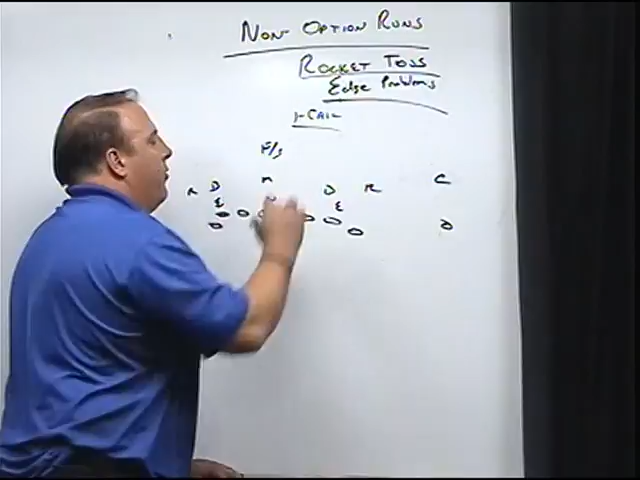 NON-OPTION RUNS
ROCKET TOSS
Edge Problems
1-CALL
F/S
R D M D R C
E E